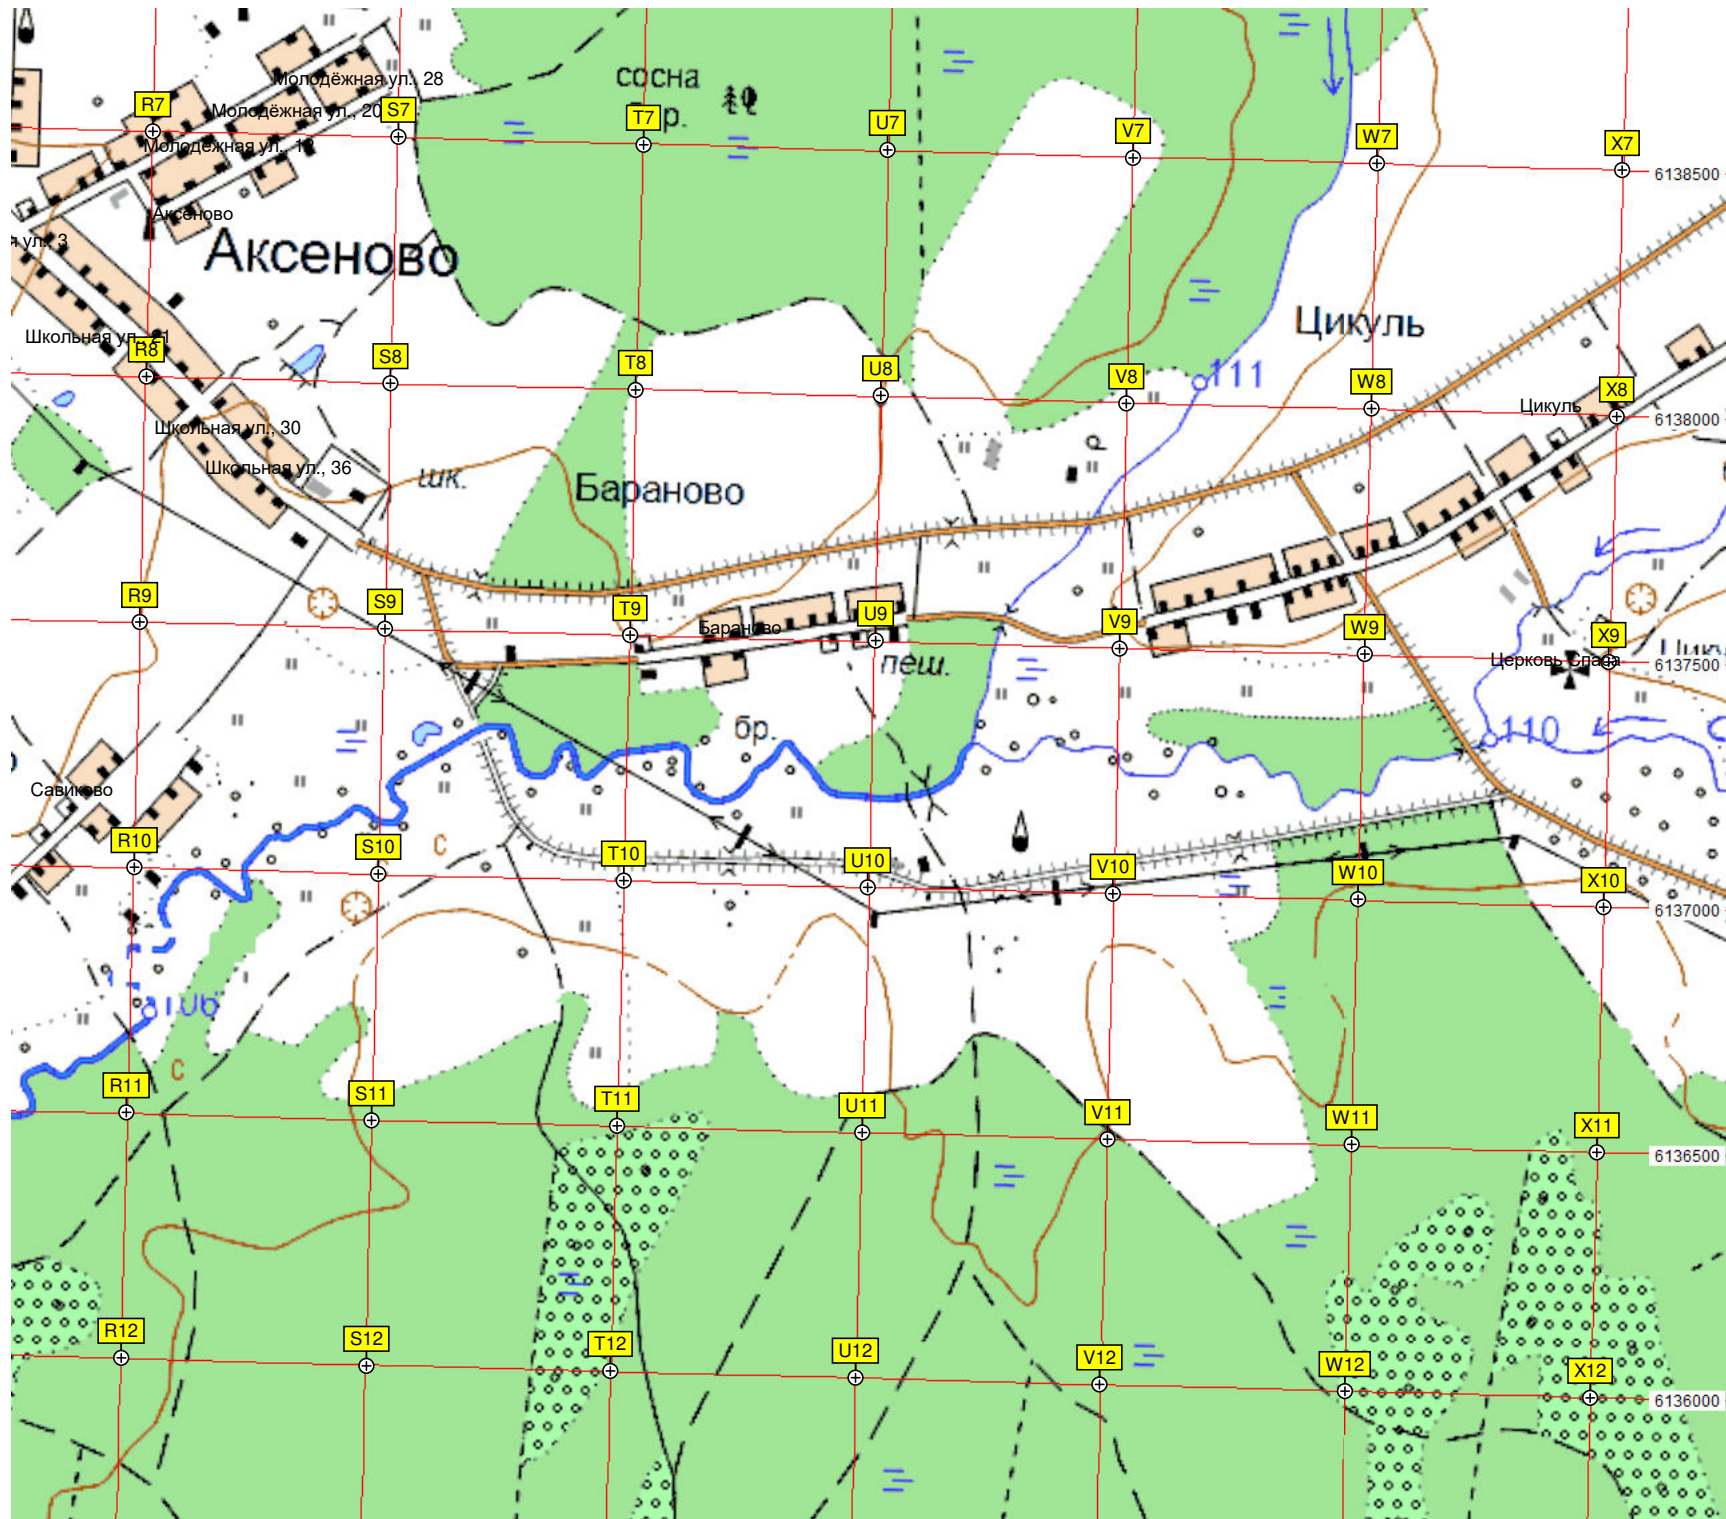 сосна
р.
Молодёжная ул., 28
Молодёжная ул., 20
Молодёжная ул., 12
R7
S7
T7
U7
V7
W7
X7
6138500
Аксёново
Аксеново
ул., 3
Цикуль
Школьная ул., 21
R8
S8
T8
U8
V8
W8
X8
111
Цикуль
6138000
Школьная ул., 30
Школьная ул., 36
шк.
Бараново
R9
S9
T9
U9
V9
W9
X9
Бараново
пеш.
Церковь Спаса
6137500
бр.
110
Савиково
R10
S10
T10
U10
V10
W10
X10
С
6137000
106
С
R11
S11
T11
U11
V11
W11
X11
6136500
R12
S12
T12
U12
V12
W12
X12
6136000